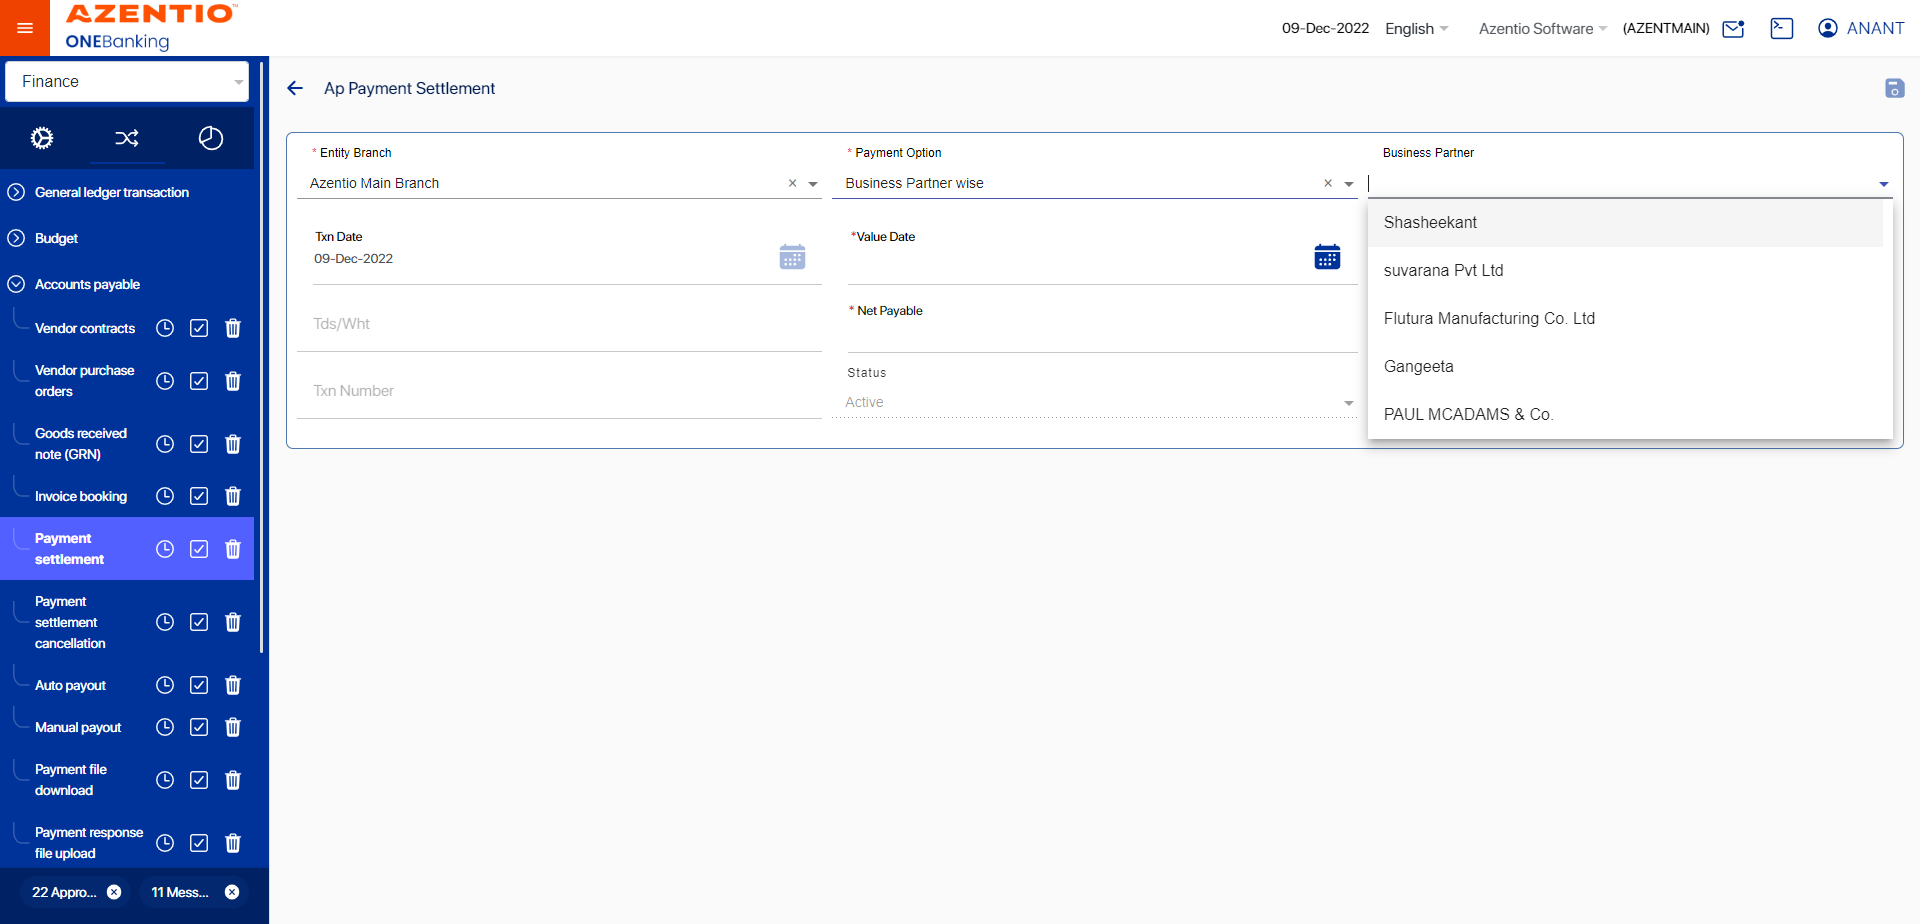 AZENTIO™
ONEBanking
09-Dec-2022
English
Azentio Software
(AZENTMAIN)
ANANT
Finance
General ledger transaction
Budget
Accounts payable
Vendor contracts
Vendor purchase
orders
Goods received
note (GRN)
Invoice booking
Payment
settlement
Payment
settlement
cancellation
Auto payout
Manual payout
Payment file
download
Payment response
file upload
22 Appro...
11 Mess...
Ap Payment Settlement
* Entity Branch
Azentio Main Branch
* Payment Option
Business Partner wise
Business Partner
Shasheekant
suvarana Pvt Ltd
Flutura Manufacturing Co. Ltd
Gangeeta
PAUL MCADAMS & Co.
Txn Date
09-Dec-2022
*Value Date
Tds/Wht
* Net Payable
Txn Number
Status
Active